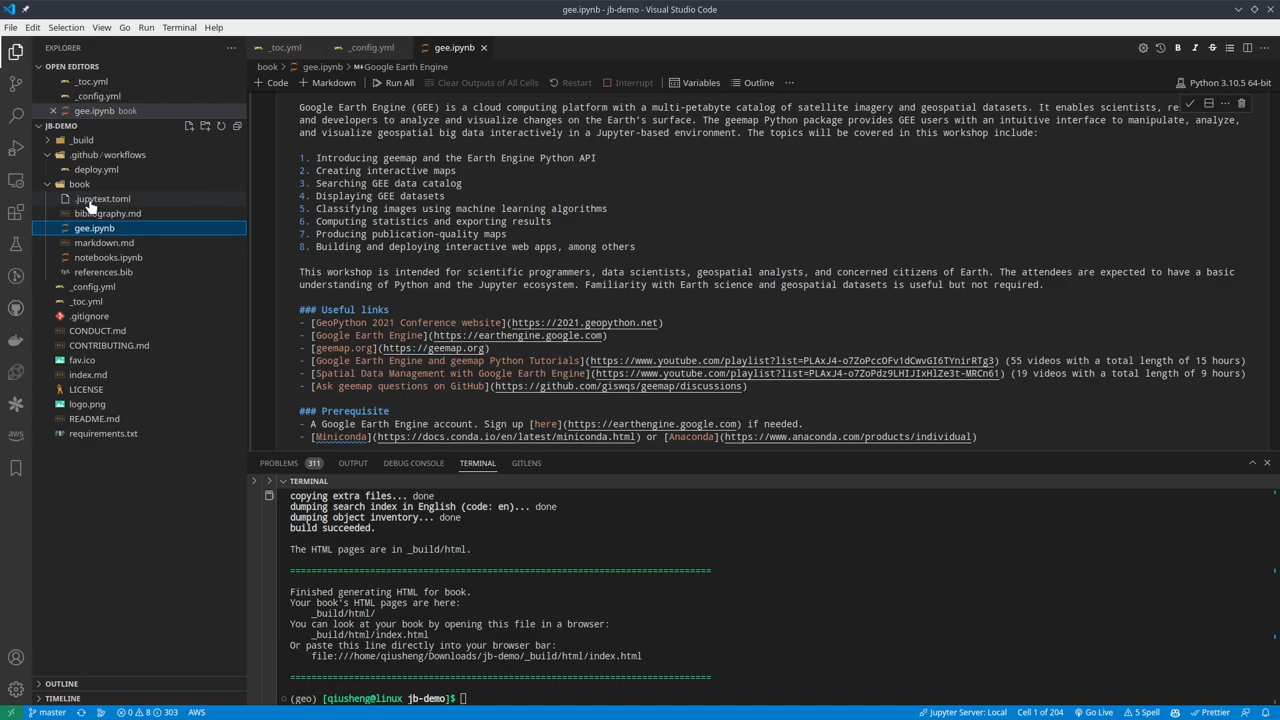 gee.ipynb - jb-demo - Visual Studio Code
File Edit Selection View Go Run Terminal Help
EXPLORER
OPEN EDITORS
_toc.yml
_config.yml
gee.ipynb book
JB-DEMO
_build
.github / workflows
deploy.yml
book
.jupytext.toml
bibliography.md
gee.ipynb
markdown.md
notebooks.ipynb
references.bib
_config.yml
_toc.yml
.gitignore
CONDUCT.md
CONTRIBUTING.md
fav.ico
index.md
LICENSE
logo.png
README.md
requirements.txt
OUTLINE
TIMELINE
aws
_toc.yml _config.yml gee.ipynb
book > gee.ipynb > M↓Google Earth Engine
+ Code + Markdown Run All Clear Outputs of All Cells Restart Interrupt Variables Outline ... Python 3.10.5 64-bit
Google Earth Engine (GEE) is a cloud computing platform with a multi-petabyte catalog of satellite imagery and geospatial datasets. It enables scientists,
and developers to analyze and visualize changes on the Earth's surface. The geemap Python package provides GEE users with an intuitive interface to manipulate, analyze,
and visualize geospatial big data interactively in a Jupyter-based environment. The topics will be covered in this workshop include:
1. Introducing geemap and the Earth Engine Python API
2. Creating interactive maps
3. Searching GEE data catalog
4. Displaying GEE datasets
5. Classifying images using machine learning algorithms
6. Computing statistics and exporting results
7. Producing publication-quality maps
8. Building and deploying interactive web apps, among others
This workshop is intended for scientific programmers, data scientists, geospatial analysts, and concerned citizens of Earth. The attendees are expected to have a basic
understanding of Python and the Jupyter ecosystem. Familiarity with Earth science and geospatial datasets is useful but not required.
### Useful links
- [GeoPython 2021 Conference website](https://2021.geopython.net)
- [Google Earth Engine](https://earthengine.google.com)
- [geemap.org](https://geemap.org)
- [Google Earth Engine and geemap Python Tutorials](https://www.youtube.com/playlist?list=PLAxJ4-o7ZoPccOFv1dCwvGI6TYnirRTg3) (55 videos with a total length of 15 hours)
- [Spatial Data Management with Google Earth Engine](https://www.youtube.com/playlist?list=PLAxJ4-o7ZoPdz9LHIJIxHlZe3t-MRCn61) (19 videos with a total length of 9 hours)
- [Ask geemap questions on GitHub](https://github.com/giswqs/geemap/discussions)
### Prerequisite
- A Google Earth Engine account. Sign up [here](https://earthengine.google.com) if needed.
- [Miniconda](https://docs.conda.io/en/latest/miniconda.html) or [Anaconda](https://www.anaconda.com/products/individual)
PROBLEMS 311 OUTPUT DEBUG CONSOLE TERMINAL GITLENS
TERMINAL
copying extra files... done
dumping search index in English (code: en)... done
dumping object inventory... done
build succeeded.
The HTML pages are in _build/html.
===============================================================================
Finished generating HTML for book.
Your book's HTML pages are here:
_build/html/
You can look at your book by opening this file in a browser:
_build/html/index.html
Or paste this line directly into your browser bar:
file:///home/qiusheng/Downloads/jb-demo/_build/html/index.html
===============================================================================
(geo) [qiusheng@linux jb-demo]$
master 0 8 303 AWS Jupyter Server: Local Cell 1 of 204 Go Live 5 Spell Prettier